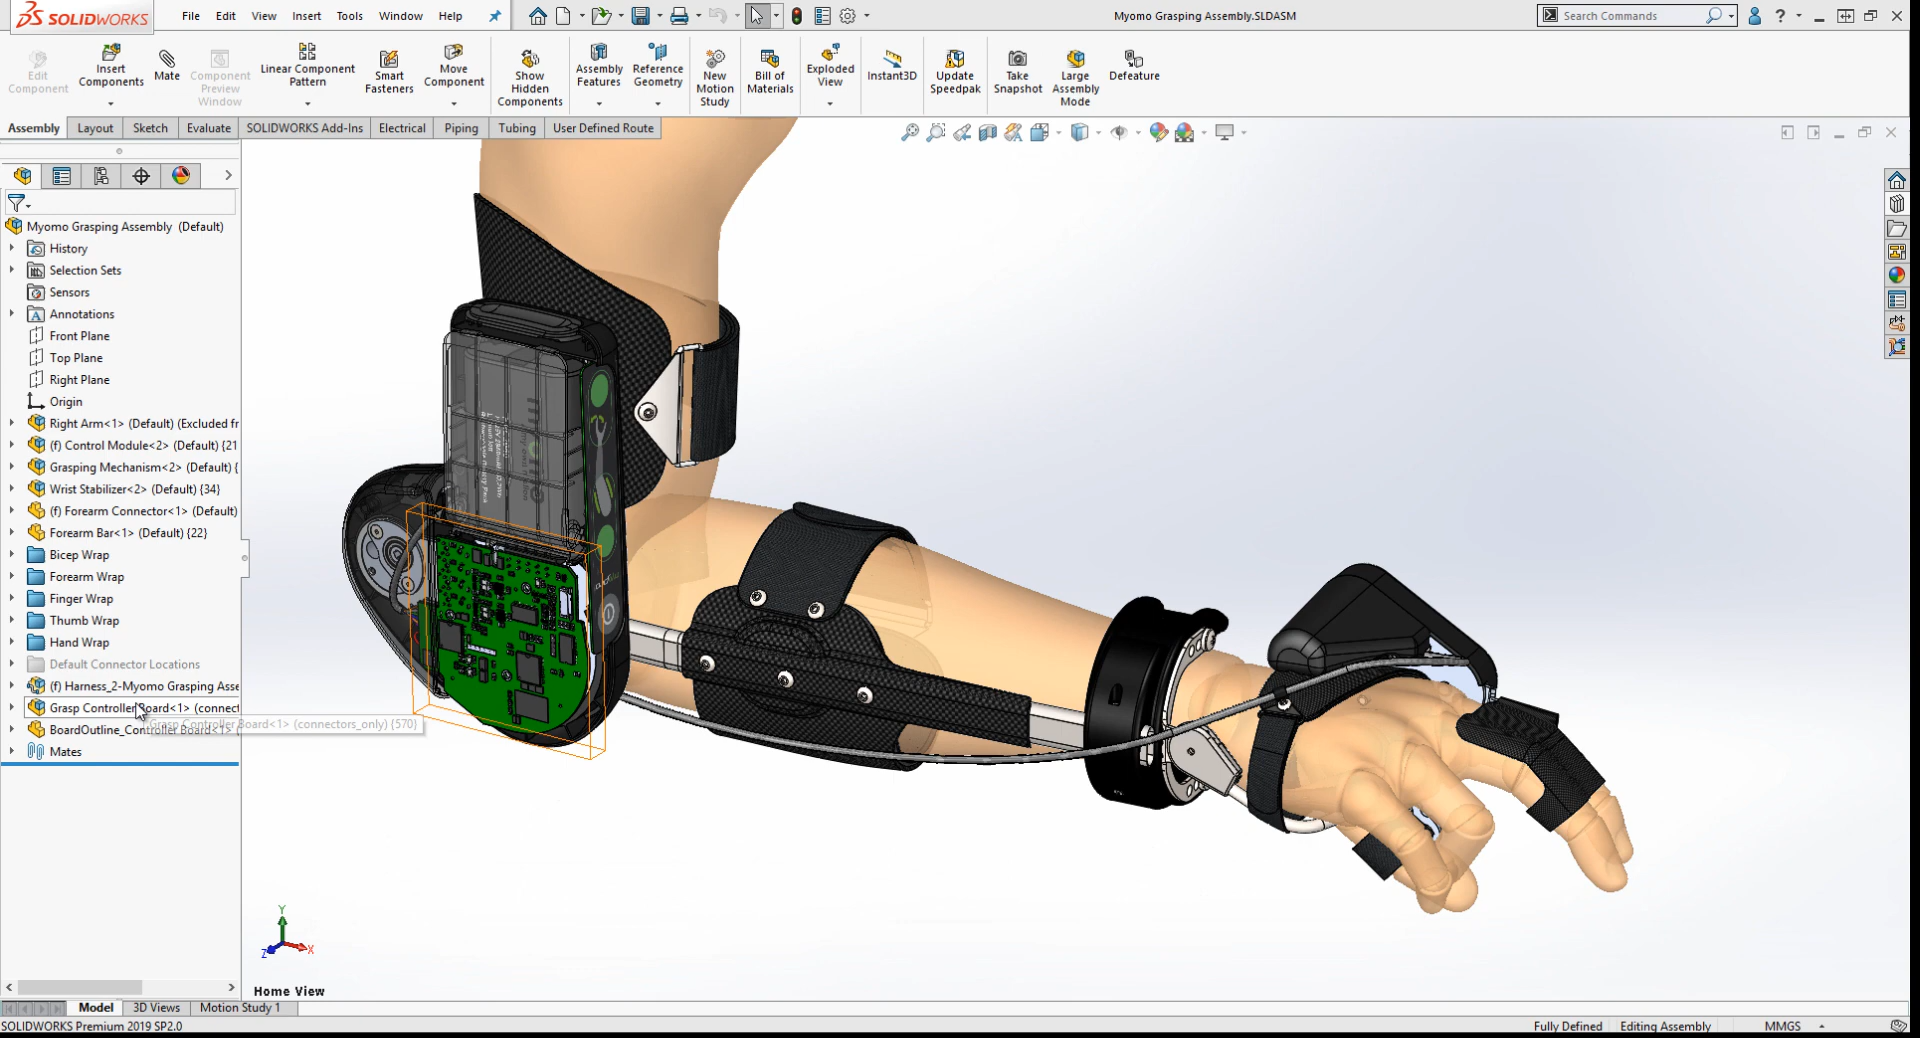 SOLIDWORKS
File Edit View Insert Tools Window Help
Myomo Grasping Assembly.SLDASM
Search Commands
?
Edit Component
Insert Components
Mate
Component Preview Window
Linear Component Pattern
Smart Fasteners
Move Component
Show Hidden Components
Assembly Features
Reference Geometry
New Motion Study
Bill of Materials
Exploded View
Instant3D
Update Speedpak
Take Snapshot
Large Assembly Mode
Defeature
Assembly Layout Sketch Evaluate SOLIDWORKS Add-Ins Electrical Piping Tubing User Defined Route
Myomo Grasping Assembly (Default)
History
Selection Sets
Sensors
Annotations
Front Plane
Top Plane
Right Plane
Origin
Right Arm<1> (Default) (Excluded fr
(f) Control Module<2> (Default) {21
Grasping Mechanism<2> (Default) {
Wrist Stabilizer<2> (Default) {34}
(f) Forearm Connector<1> (Default)
Forearm Bar<1> (Default) {22}
Bicep Wrap
Forearm Wrap
Finger Wrap
Thumb Wrap
Hand Wrap
Default Connector Locations
(f) Harness_2-Myomo Grasping Asse
Grasp Controller Board<1> (connect
Grasp Controller Board<1> (connectors_only) {570}
BoardOutline_Controller Board<1> (
Mates
Y
Z
X
Home View
Model 3D Views Motion Study 1
SOLIDWORKS Premium 2019 SP2.0
Fully Defined Editing Assembly MMGS